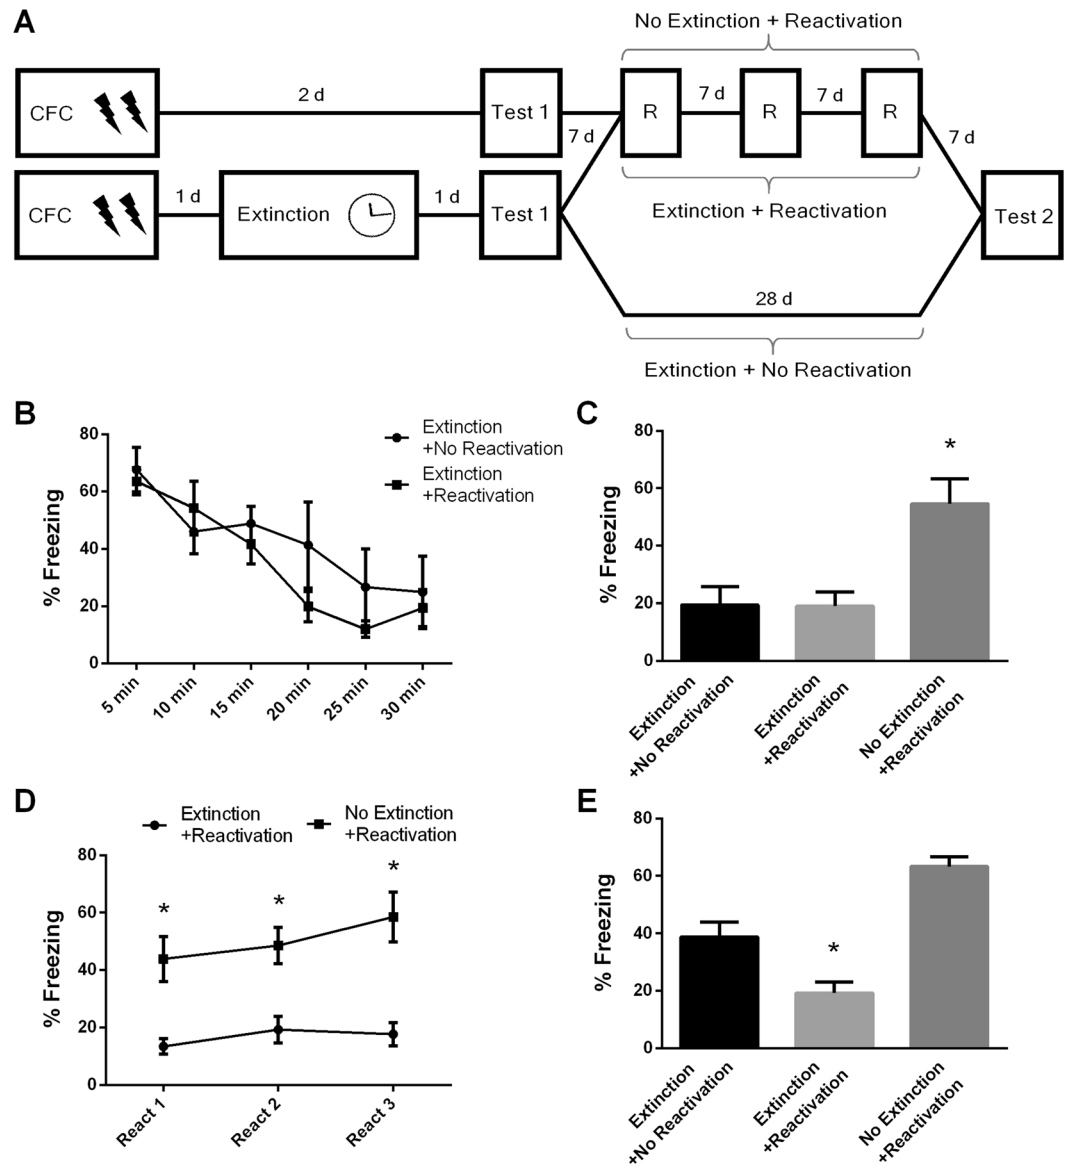 A
No Extinction + Reactivation
CFC
2 d
Test 1
7 d
R
7 d
R
7 d
R
7 d
CFC
1 d
Extinction
1 d
Test 1
Extinction + Reactivation
Test 2
28 d
Extinction + No Reactivation
B
Extinction
+No Reactivation
Extinction
+Reactivation
% Freezing
80
60
40
20
0
5 min
10 min
15 min
20 min
25 min
30 min
C
% Freezing
80
60
40
20
0
*
Extinction
+No Reactivation
Extinction
+Reactivation
No Extinction
+Reactivation
D
Extinction
+Reactivation
No Extinction
+Reactivation
% Freezing
80
60
40
20
0
*
*
*
React 1
React 2
React 3
E
% Freezing
80
60
40
20
0
*
Extinction
+No Reactivation
Extinction
+Reactivation
No Extinction
+Reactivation